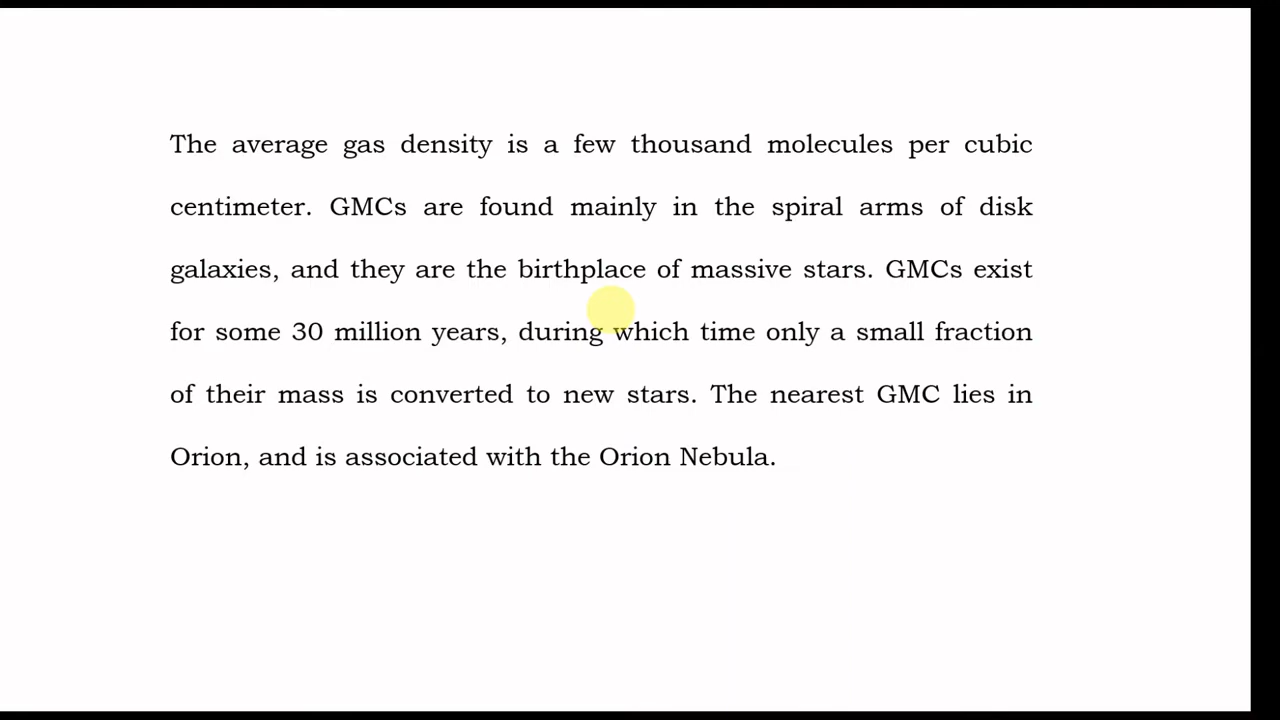 The average gas density is a few thousand molecules per cubic
centimeter. GMCs are found mainly in the spiral arms of disk
galaxies, and they are the birthplace of massive stars. GMCs exist
for some 30 million years, during which time only a small fraction
of their mass is converted to new stars. The nearest GMC lies in
Orion, and is associated with the Orion Nebula.